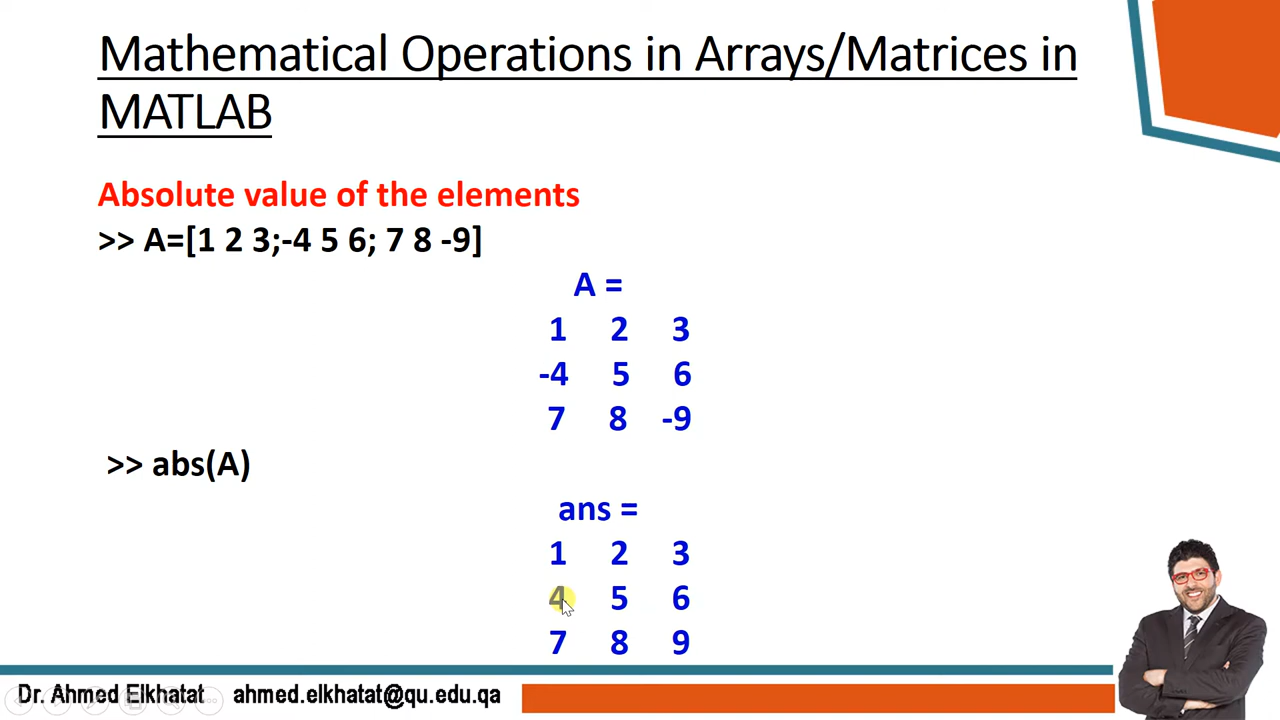 Mathematical Operations in Arrays/Matrices in
MATLAB
Absolute value of the elements
>> A=[1 2 3;-4 5 6; 7 8 -9]
A =
1 2 3
-4 5 6
7 8 -9
>> abs(A)
ans =
1 2 3
4 5 6
7 8 9
Dr. Ahmed Elkhatat ahmed.elkhatat@qu.edu.qa